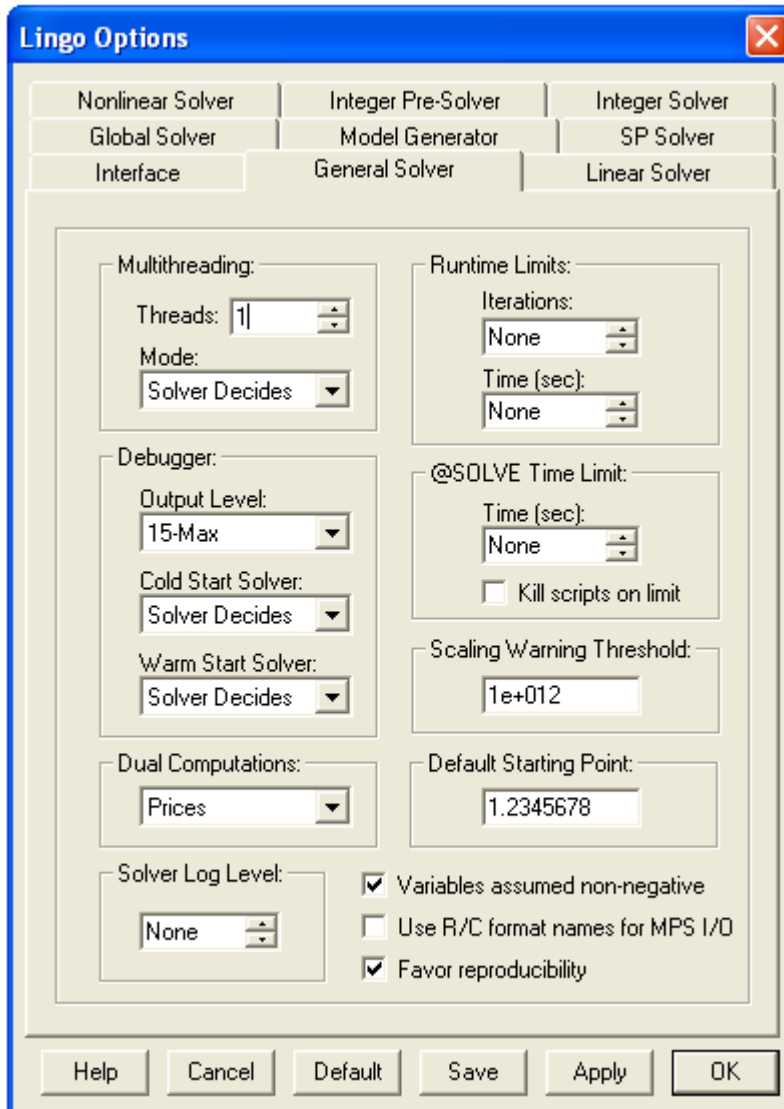 Lingo Options
Nonlinear Solver
Integer Pre-Solver
Integer Solver
Global Solver
Model Generator
SP Solver
Interface
General Solver
Linear Solver
Multithreading:
Threads: 1
Mode:
Solver Decides
Debugger:
Output Level:
15-Max
Cold Start Solver:
Solver Decides
Warm Start Solver:
Solver Decides
Dual Computations:
Prices
Solver Log Level:
None
Runtime Limits:
Iterations:
None
Time (sec):
None
@SOLVE Time Limit:
Time (sec):
None
Kill scripts on limit
Scaling Warning Threshold:
1e+012
Default Starting Point:
1.2345678
Variables assumed non-negative
Use R/C format names for MPS I/O
Favor reproducibility
Help
Cancel
Default
Save
Apply
OK